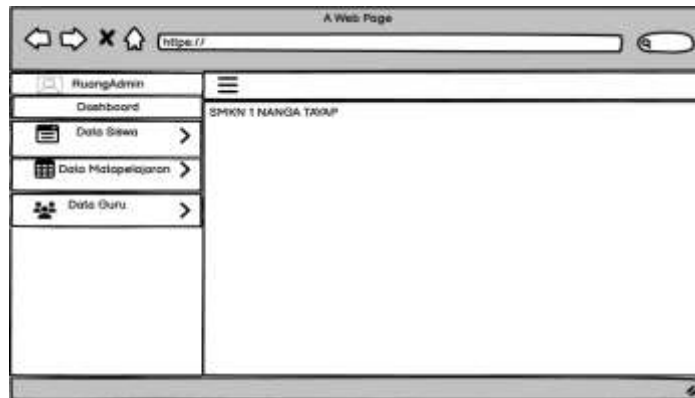 A Web Page
https://
RuangAdmin
Dashboard
SMKN 1 NANGA TAYAP
Data Siswa
Data Matapelajaran
Data Guru